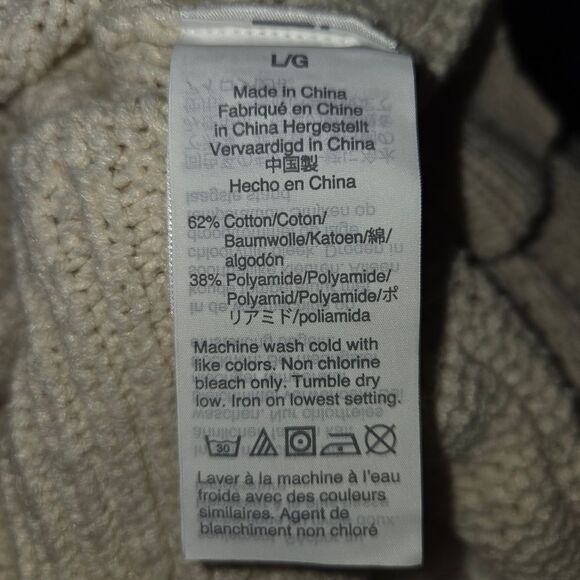 L/G
Made in China
Fabriqué en Chine
in China Hergestellt
Vervaardigd in China
中国製
Hecho en China
62% Cotton/Coton/
Baumwolle/Katoen/綿/
algodón
38% Polyamide/Polyamide/
Polyamid/Polyamide/ポ
リアミド/poliamida
Machine wash cold with
like colors. Non chlorine
bleach only. Tumble dry
low. Iron on lowest setting.
30
Laver à la machine à l'eau
froide avec des couleurs
similaires. Agent de
blanchiment non chloré